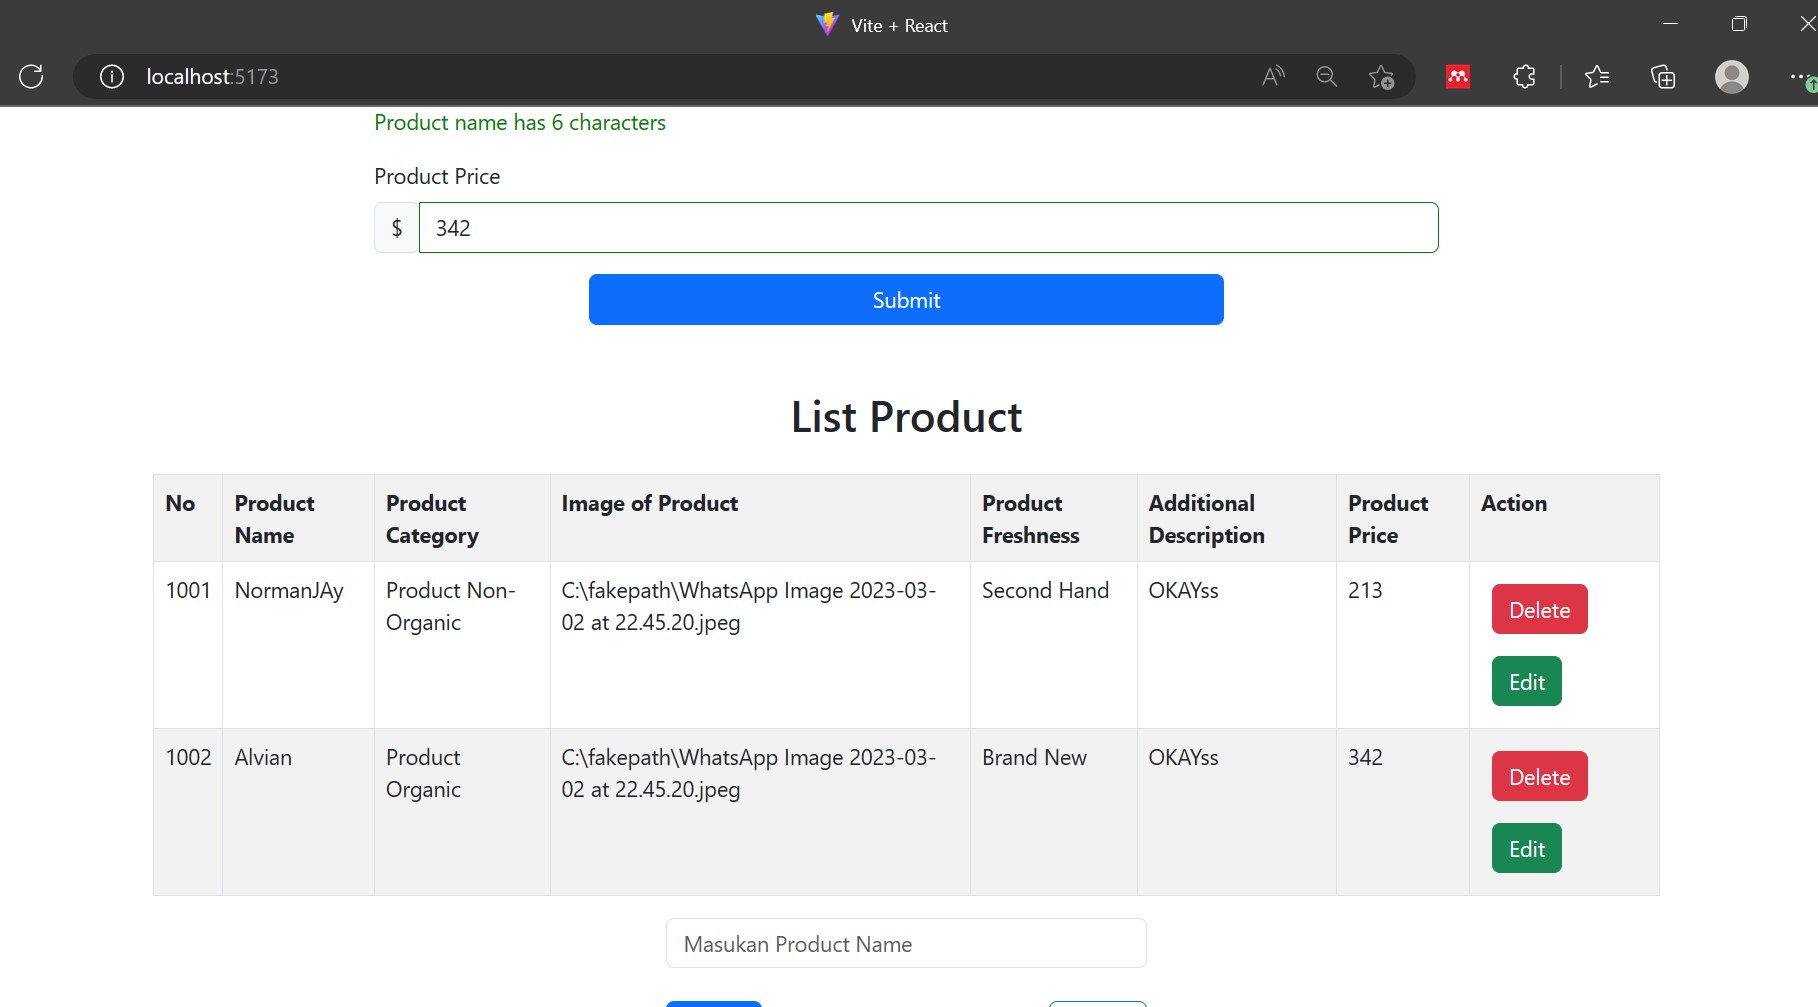 Vite + React
localhost:5173
Product name has 6 characters
Product Price
$ 342
Submit
List Product
No Product Name Product Category Image of Product Product Freshness Additional Description Product Price Action
1001 NormanJAy Product Non-Organic C:\fakepath\WhatsApp Image 2023-03-02 at 22.45.20.jpeg Second Hand OKAYss 213 Delete
Edit
1002 Alvian Product Organic C:\fakepath\WhatsApp Image 2023-03-02 at 22.45.20.jpeg Brand New OKAYss 342 Delete
Edit
Masukan Product Name